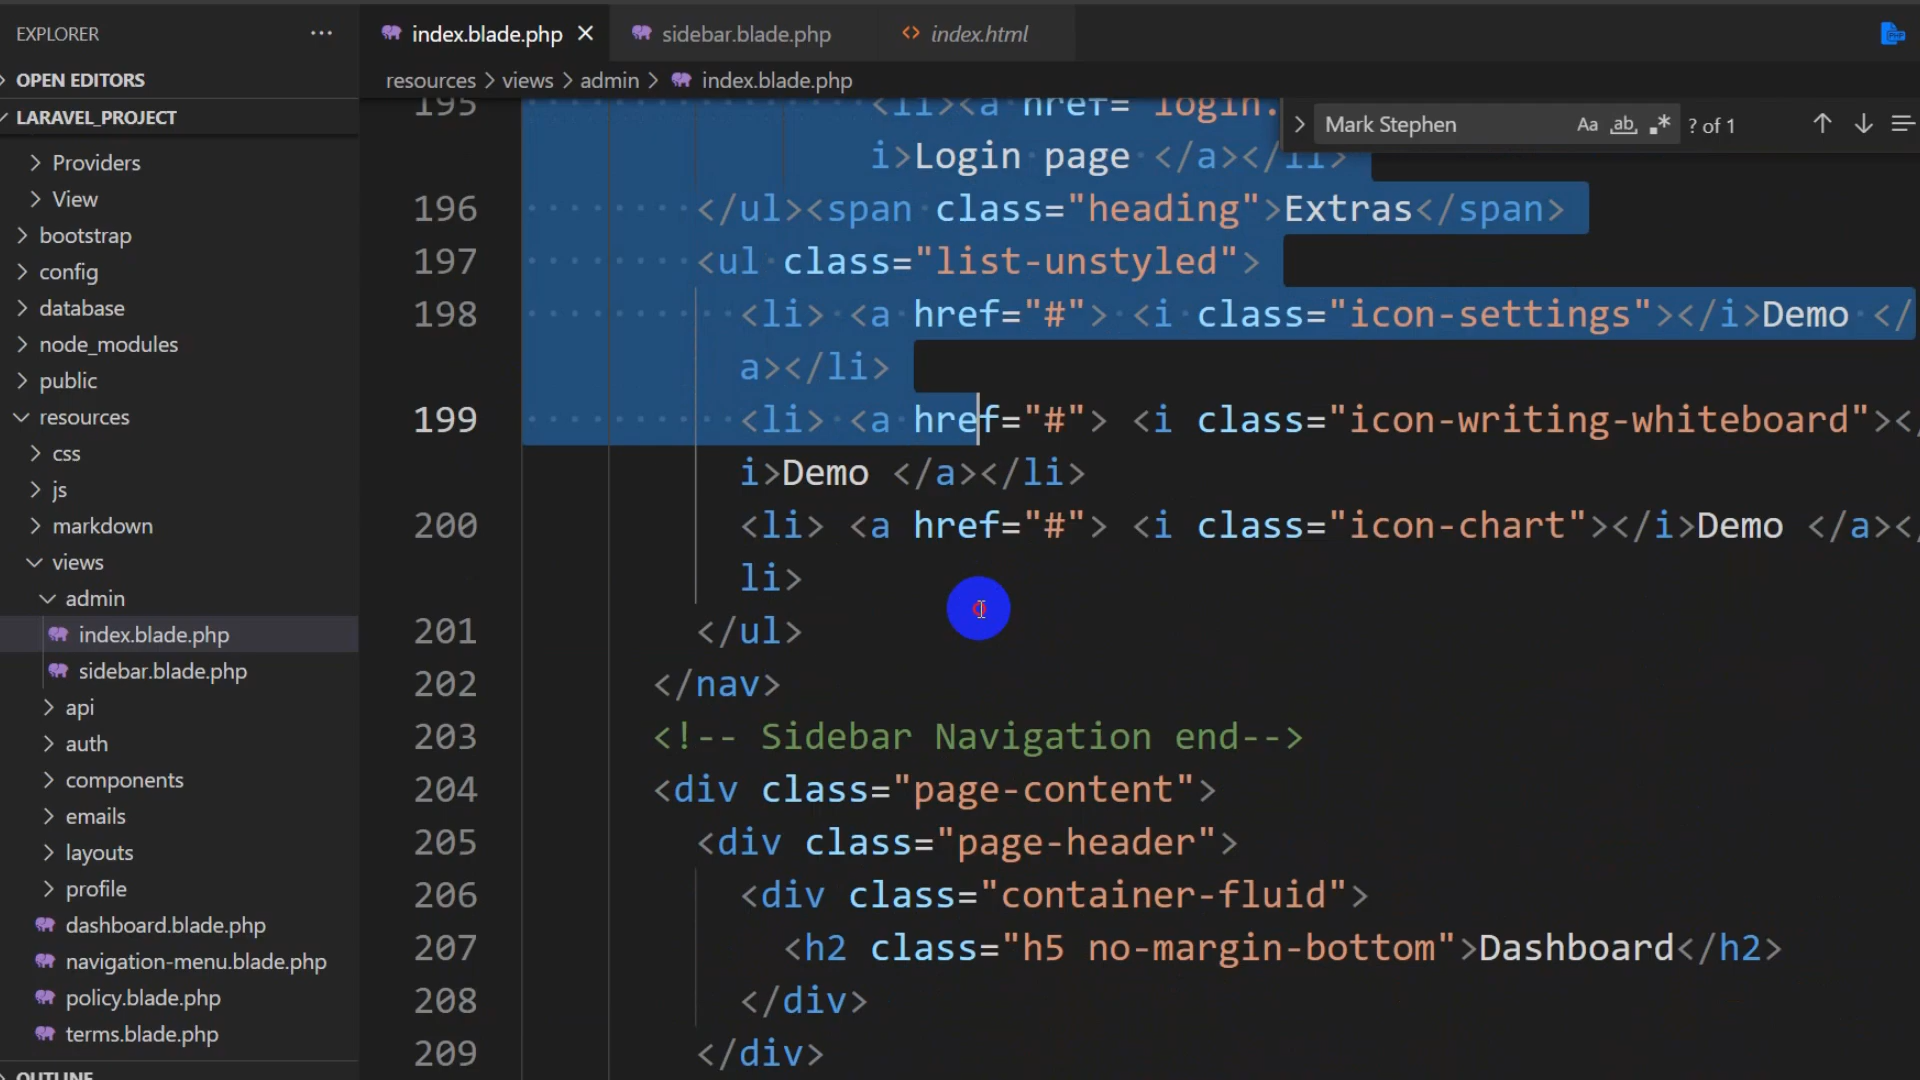 EXPLORER
OPEN EDITORS
LARAVEL_PROJECT
Providers
View
bootstrap
config
database
node_modules
public
resources
css
js
markdown
views
admin
index.blade.php
sidebar.blade.php
api
auth
components
emails
layouts
profile
dashboard.blade.php
navigation-menu.blade.php
policy.blade.php
terms.blade.php
OUTLINE
index.blade.php
sidebar.blade.php
index.html
resources > views > admin > index.blade.php
Mark Stephen Aa ab .* ? of 1
195 <li><a href="login.
i>Login page </a></li>
196 </ul><span class="heading">Extras</span>
197 <ul class="list-unstyled">
198 <li> <a href="#"> <i class="icon-settings"></i>Demo </
a></li>
199 <li> <a href="#"> <i class="icon-writing-whiteboard"></
i>Demo </a></li>
200 <li> <a href="#"> <i class="icon-chart"></i>Demo </a></
li>
201 </ul>
202 </nav>
203 <!-- Sidebar Navigation end-->
204 <div class="page-content">
205 <div class="page-header">
206 <div class="container-fluid">
207 <h2 class="h5 no-margin-bottom">Dashboard</h2>
208 </div>
209 </div>